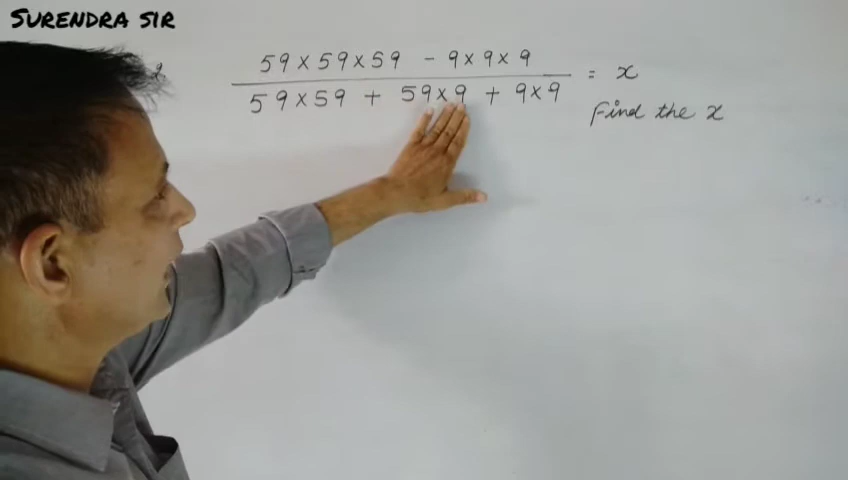 SURENDRA SIR
59 × 59 × 59 - 9 × 9 × 9
59 × 59 + 59 × 9 + 9 × 9
= x
Find the x